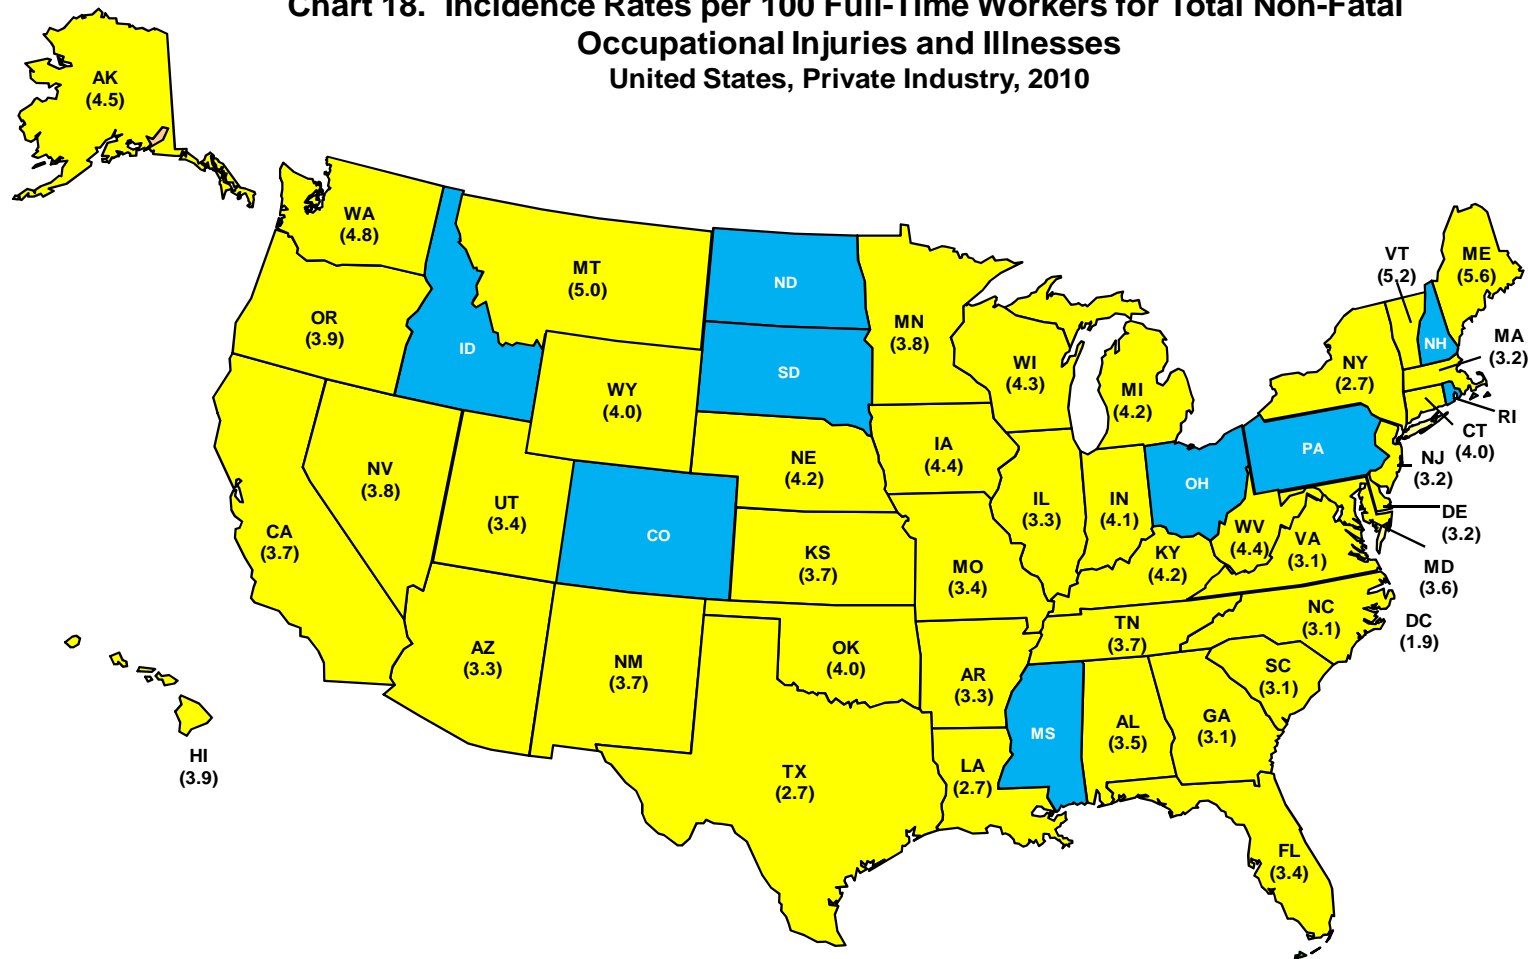 Chart 18. Incidence Rates per 100 Full-Time Workers for Total Non-Fatal
Occupational Injuries and Illnesses
United States, Private Industry, 2010
AK
(4.5)
WA
(4.8)
MT
(5.0)
ND
MN
(3.8)
VT
(5.2)
ME
(5.6)
OR
(3.9)
ID
SD
WI
(4.3)
MI
(4.2)
NY
(2.7)
NH
MA
(3.2)
WY
(4.0)
RI
CT
(4.0)
NV
(3.8)
UT
(3.4)
NE
(4.2)
IA
(4.4)
PA
NJ
(3.2)
CA
(3.7)
CO
KS
(3.7)
MO
(3.4)
IL
(3.3)
IN
(4.1)
OH
WV
(4.4)
VA
(3.1)
DE
(3.2)
KY
(4.2)
MD
(3.6)
AZ
(3.3)
NM
(3.7)
OK
(4.0)
AR
(3.3)
TN
(3.7)
NC
(3.1)
DC
(1.9)
SC
(3.1)
HI
(3.9)
TX
(2.7)
LA
(2.7)
MS
AL
(3.5)
GA
(3.1)
FL
(3.4)